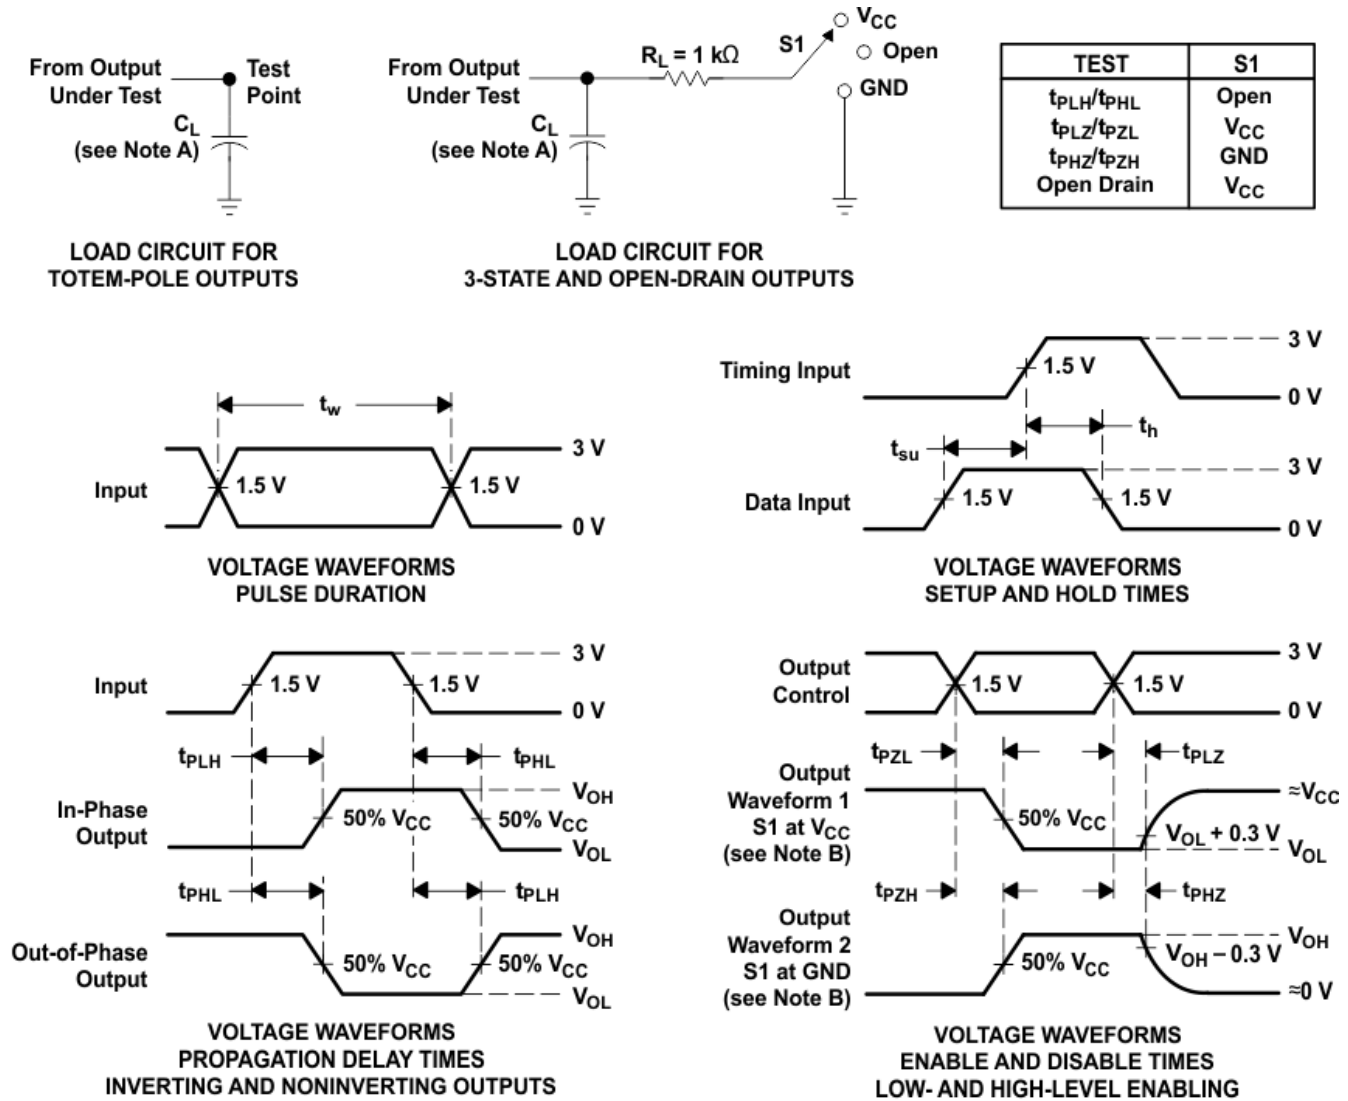 From Output
Under Test
Test
Point
CL
(see Note A)
LOAD CIRCUIT FOR
TOTEM-POLE OUTPUTS
From Output
Under Test
RL = 1 kΩ
S1
VCC
Open
GND
CL
(see Note A)
LOAD CIRCUIT FOR
3-STATE AND OPEN-DRAIN OUTPUTS
TEST S1
tPLH/tPHL Open
tPLZ/tPZL VCC
tPHZ/tPZH GND
Open Drain VCC
tw
Input
1.5 V
1.5 V
3 V
0 V
VOLTAGE WAVEFORMS
PULSE DURATION
Timing Input
1.5 V
3 V
0 V
th
tsu
Data Input
1.5 V
1.5 V
3 V
0 V
VOLTAGE WAVEFORMS
SETUP AND HOLD TIMES
Input
1.5 V
1.5 V
3 V
0 V
tPLH
tPHL
In-Phase
Output
50% VCC
50% VCC
VOH
VOL
tPHL
tPLH
Out-of-Phase
Output
50% VCC
50% VCC
VOH
VOL
VOLTAGE WAVEFORMS
PROPAGATION DELAY TIMES
INVERTING AND NONINVERTING OUTPUTS
Output
Control
1.5 V
1.5 V
3 V
0 V
tPZL
tPLZ
Output
Waveform 1
S1 at VCC
(see Note B)
50% VCC
≈VCC
VOL + 0.3 V
VOL
tPZH
tPHZ
Output
Waveform 2
S1 at GND
(see Note B)
50% VCC
VOH
VOH − 0.3 V
≈0 V
VOLTAGE WAVEFORMS
ENABLE AND DISABLE TIMES
LOW- AND HIGH-LEVEL ENABLING